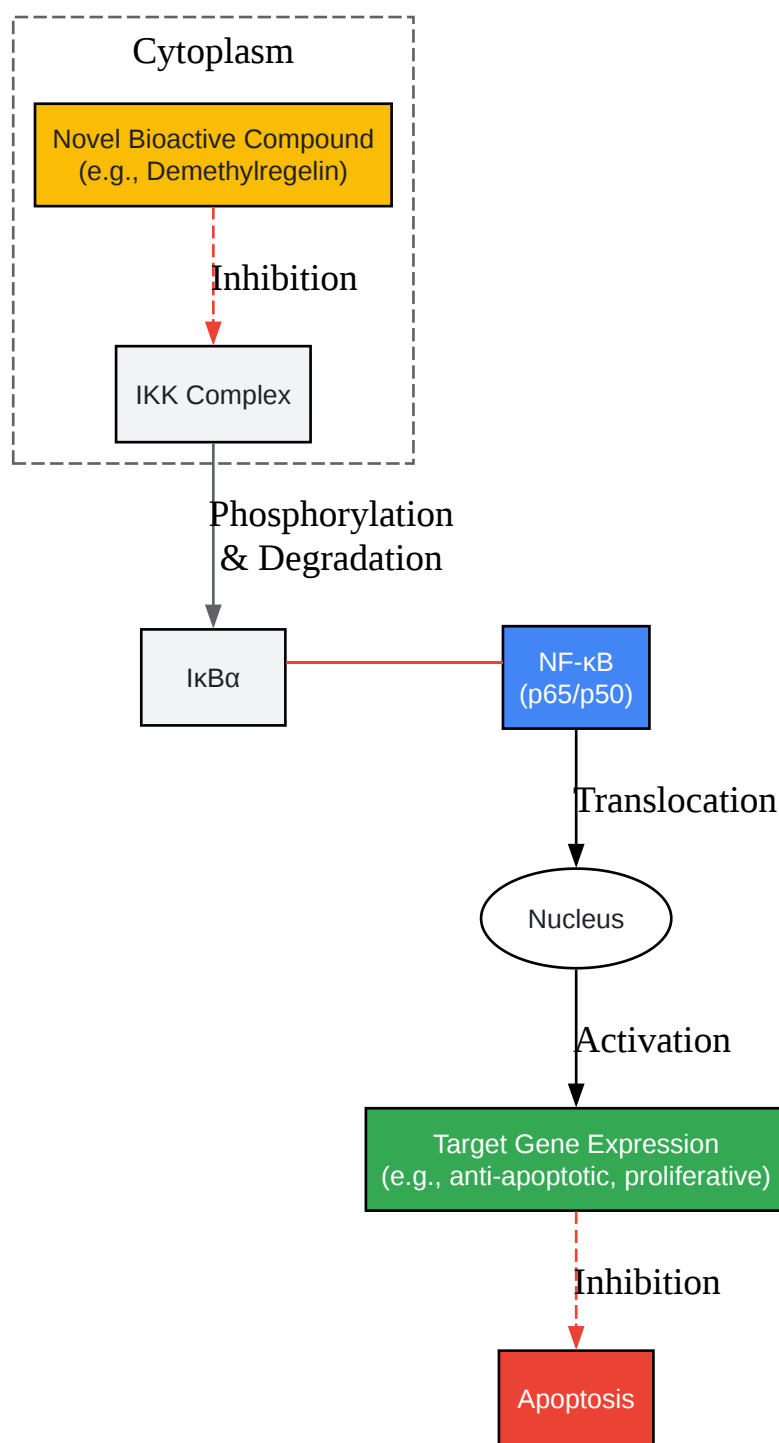 Cytoplasm
Novel Bioactive Compound
(e.g., Demethylregelin)
Inhibition
IKK Complex
Phosphorylation
& Degradation
IκBα
NF-κB
(p65/p50)
Translocation
Nucleus
Activation
Target Gene Expression
(e.g., anti-apoptotic, proliferative)
Inhibition
Apoptosis